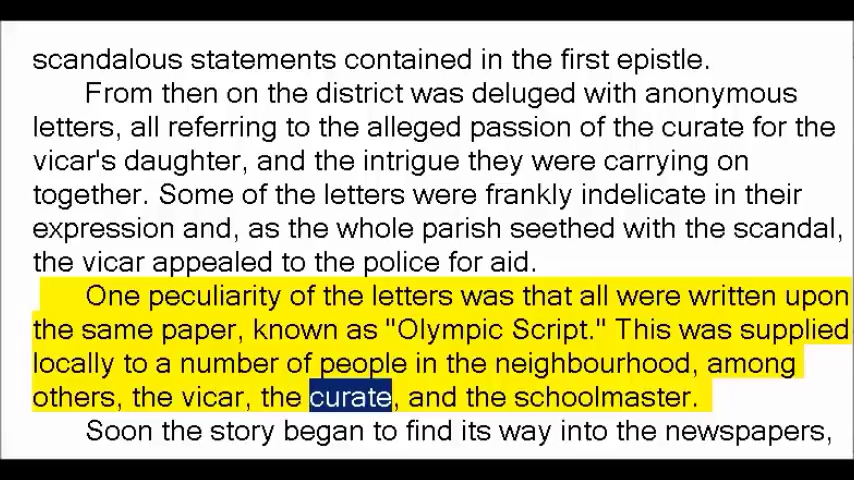 scandalous statements contained in the first epistle.
From then on the district was deluged with anonymous
letters, all referring to the alleged passion of the curate for the
vicar's daughter, and the intrigue they were carrying on
together. Some of the letters were frankly indelicate in their
expression and, as the whole parish seethed with the scandal,
the vicar appealed to the police for aid.
One peculiarity of the letters was that all were written upon
the same paper, known as "Olympic Script." This was supplied
locally to a number of people in the neighbourhood, among
others, the vicar, the curate, and the schoolmaster.
Soon the story began to find its way into the newspapers,